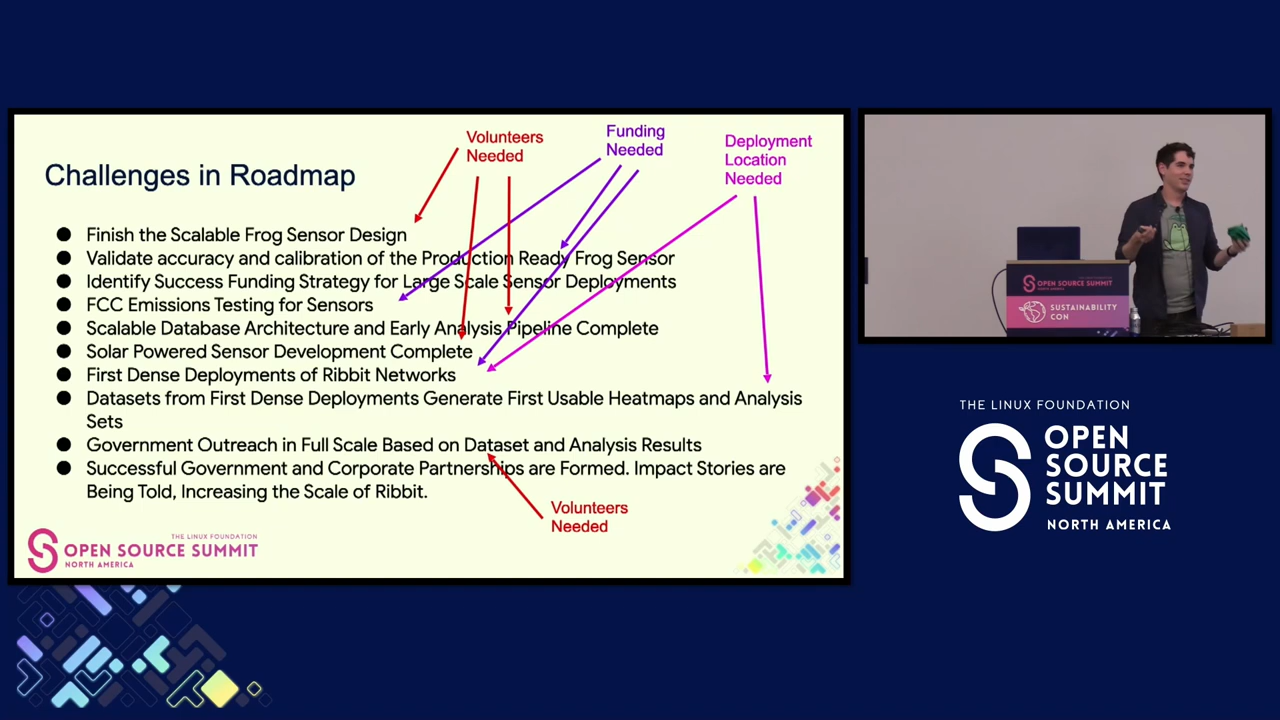 Volunteers
Needed
Funding
Needed
Deployment
Location
Needed
Challenges in Roadmap
● Finish the Scalable Frog Sensor Design
● Validate accuracy and calibration of the Production Ready Frog Sensor
● Identify Success Funding Strategy for Large Scale Sensor Deployments
● FCC Emissions Testing for Sensors
● Scalable Database Architecture and Early Analysis Pipeline Complete
● Solar Powered Sensor Development Complete
● First Dense Deployments of Ribbit Networks
● Datasets from First Dense Deployments Generate First Usable Heatmaps and Analysis
Sets
● Government Outreach in Full Scale Based on Dataset and Analysis Results
● Successful Government and Corporate Partnerships are Formed. Impact Stories are
Being Told, Increasing the Scale of Ribbit.
Volunteers
Needed
THE LINUX FOUNDATION
OPEN SOURCE SUMMIT
NORTH AMERICA
OPEN SOURCE SUMMIT
SUSTAINABILITY
CON
THE LINUX FOUNDATION
OPEN
SOURCE
SUMMIT
NORTH AMERICA